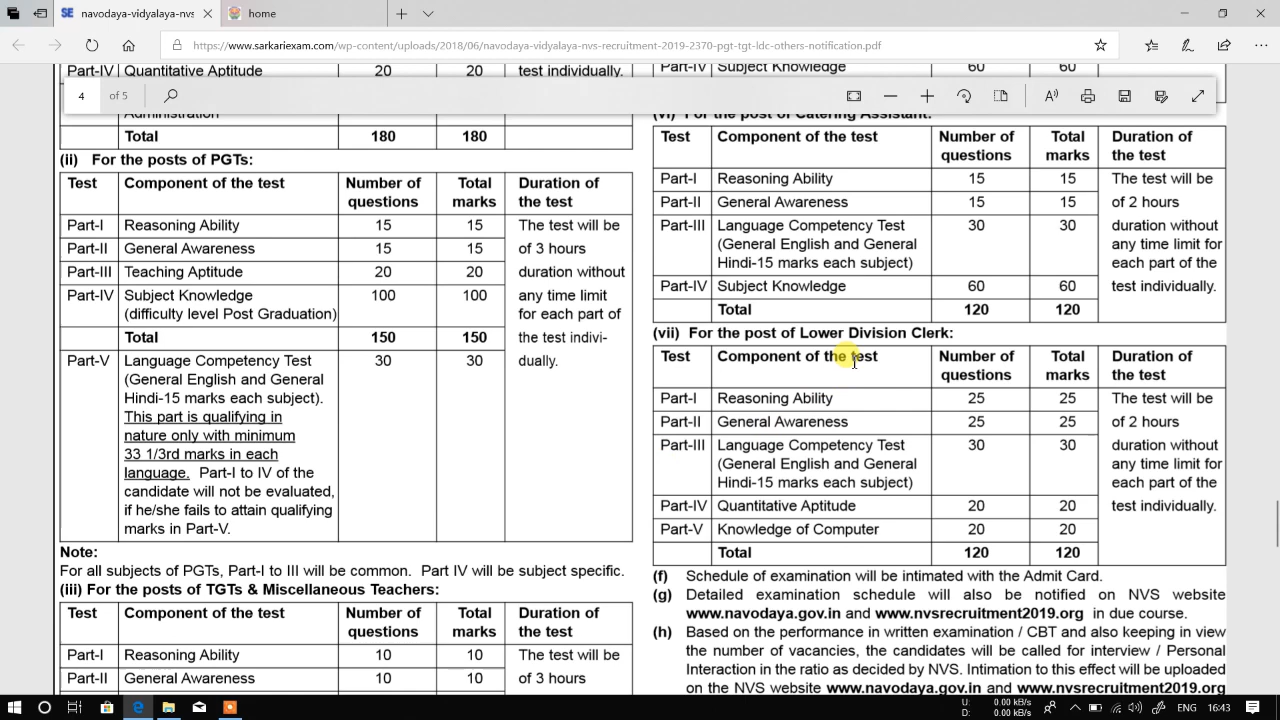 navodaya-vidyalaya-nvs-
home
https://www.sarkariexam.com/wp-content/uploads/2018/06/navodaya-vidyalaya-nvs-recruitment-2019-2370-pgt-tgt-ldc-others-notification.pdf
4 of 5
Part-IV Quantitative Aptitude 20 20 test individually.
Administration
Total 180 180
(ii) For the posts of PGTs:
Test Component of the test Number of Total Duration of
questions marks the test
Part-I Reasoning Ability 15 15 The test will be
Part-II General Awareness 15 15 of 3 hours
Part-III Teaching Aptitude 20 20 duration without
Part-IV Subject Knowledge 100 100 any time limit
(difficulty level Post Graduation) for each part of
Total 150 150 the test indivi-
Part-V Language Competency Test 30 30 dually.
(General English and General
Hindi-15 marks each subject).
This part is qualifying in
nature only with minimum
33 1/3rd marks in each
language. Part-I to IV of the
candidate will not be evaluated,
if he/she fails to attain qualifying
marks in Part-V.
Note:
For all subjects of PGTs, Part-I to III will be common. Part IV will be subject specific.
(iii) For the posts of TGTs & Miscellaneous Teachers:
Test Component of the test Number of Total Duration of
questions marks the test
Part-I Reasoning Ability 10 10 The test will be
Part-II General Awareness 10 10 of 3 hours
Part-IV Subject Knowledge 60 60
(vi) For the post of Catering Assistant:
Test Component of the test Number of Total Duration of
questions marks the test
Part-I Reasoning Ability 15 15 The test will be
Part-II General Awareness 15 15 of 2 hours
Part-III Language Competency Test 30 30 duration without
(General English and General any time limit for
Hindi-15 marks each subject) each part of the
Part-IV Subject Knowledge 60 60 test individually.
Total 120 120
(vii) For the post of Lower Division Clerk:
Test Component of the test Number of Total Duration of
questions marks the test
Part-I Reasoning Ability 25 25 The test will be
Part-II General Awareness 25 25 of 2 hours
Part-III Language Competency Test 30 30 duration without
(General English and General any time limit for
Hindi-15 marks each subject) each part of the
Part-IV Quantitative Aptitude 20 20 test individually.
Part-V Knowledge of Computer 20 20
Total 120 120
(f) Schedule of examination will be intimated with the Admit Card.
(g) Detailed examination schedule will also be notified on NVS website
www.navodaya.gov.in and www.nvsrecruitment2019.org in due course.
(h) Based on the performance in written examination / CBT and also keeping in view
the number of vacancies, the candidates will be called for interview / Personal
Interaction in the ratio as decided by NVS. Intimation to this effect will be uploaded
on the NVS website www.navodaya.gov.in and www.nvsrecruitment2019.org
U: 0.00 kB/s
D: 0.00 kB/s
ENG 16:43